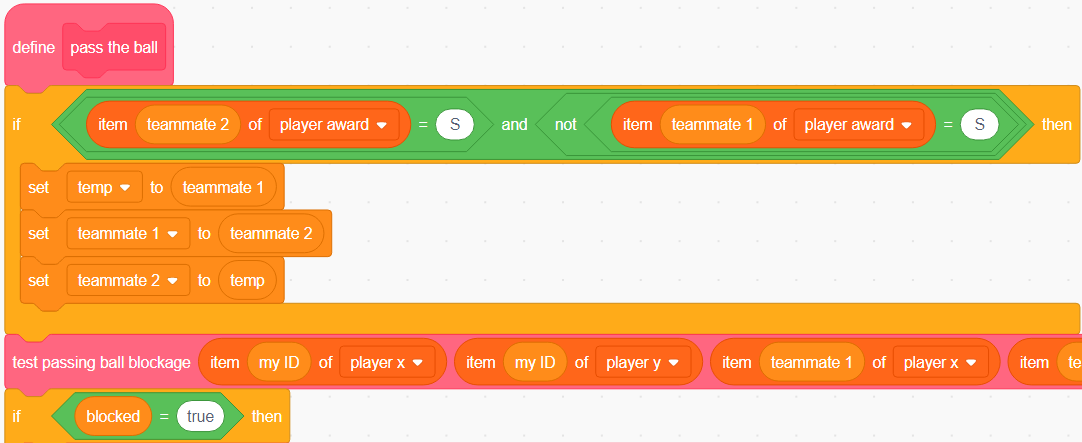 define pass the ball
if item teammate 2 of player award = S and not item teammate 1 of player award = S then
set temp to teammate 1
set teammate 1 to teammate 2
set teammate 2 to temp
test passing ball blockage item my ID of player x item my ID of player y item teammate 1 of player x item
if blocked = true then